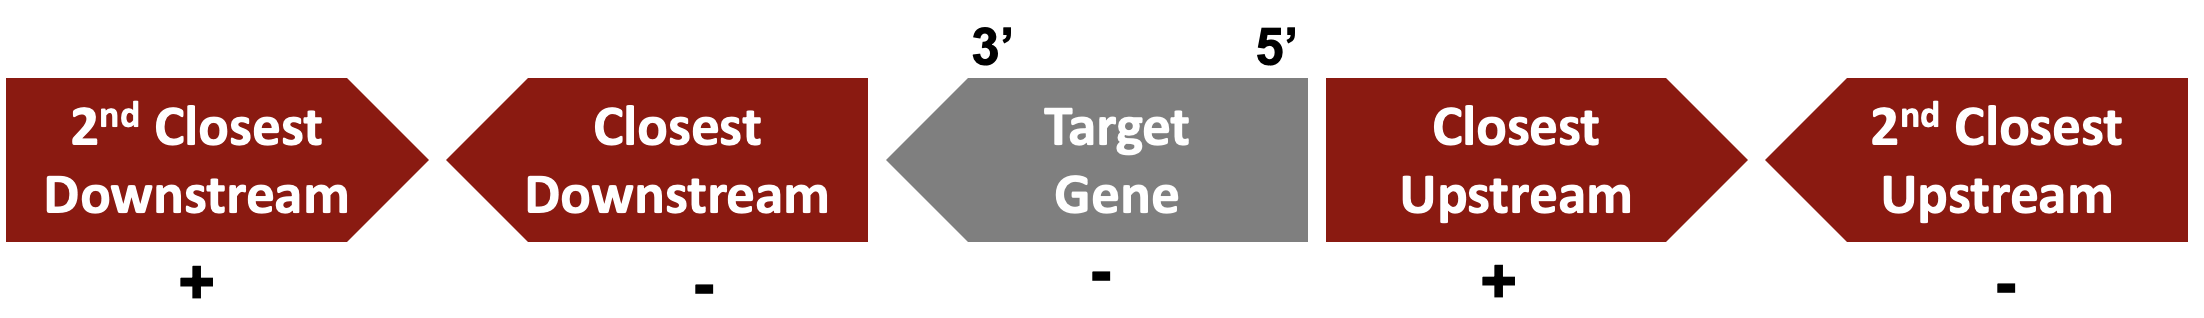 3’ 5’
2nd Closest
Downstream
Closest
Downstream
Target
Gene
Closest
Upstream
2nd Closest
Upstream
+ - - + -